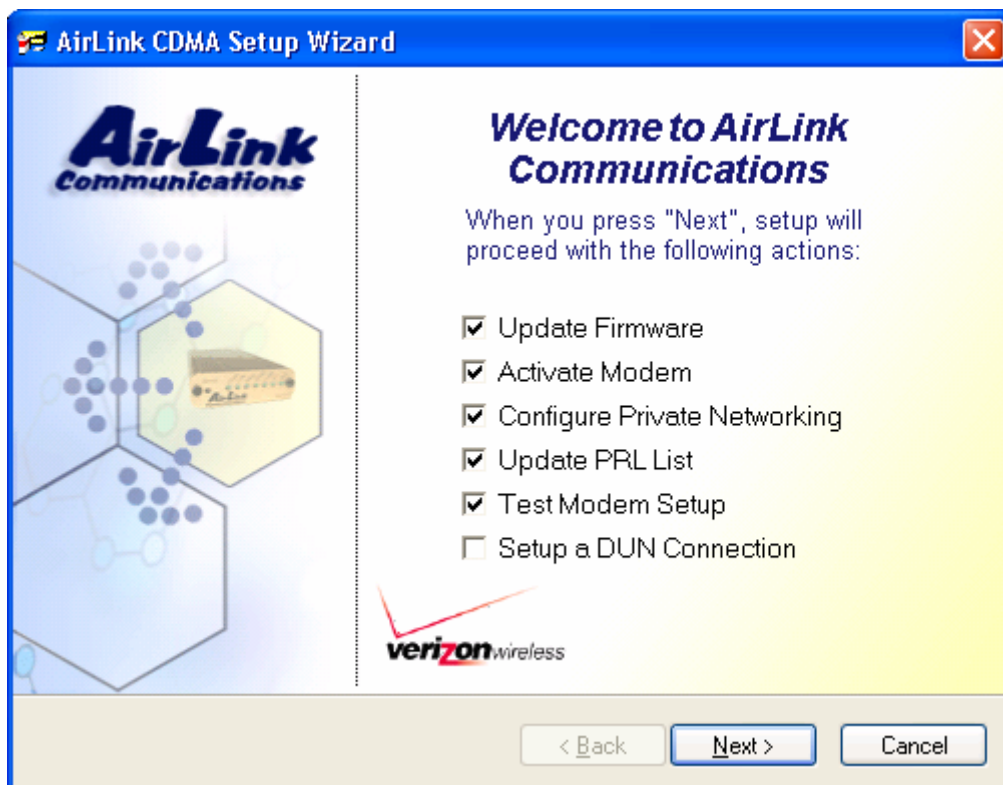 AirLink CDMA Setup Wizard
AirLink
Communications
Welcome to AirLink
Communications
When you press "Next", setup will
proceed with the following actions:
Update Firmware
Activate Modem
Configure Private Networking
Update PRL List
Test Modem Setup
Setup a DUN Connection
AirLink
verizonwireless
< Back
Next >
Cancel